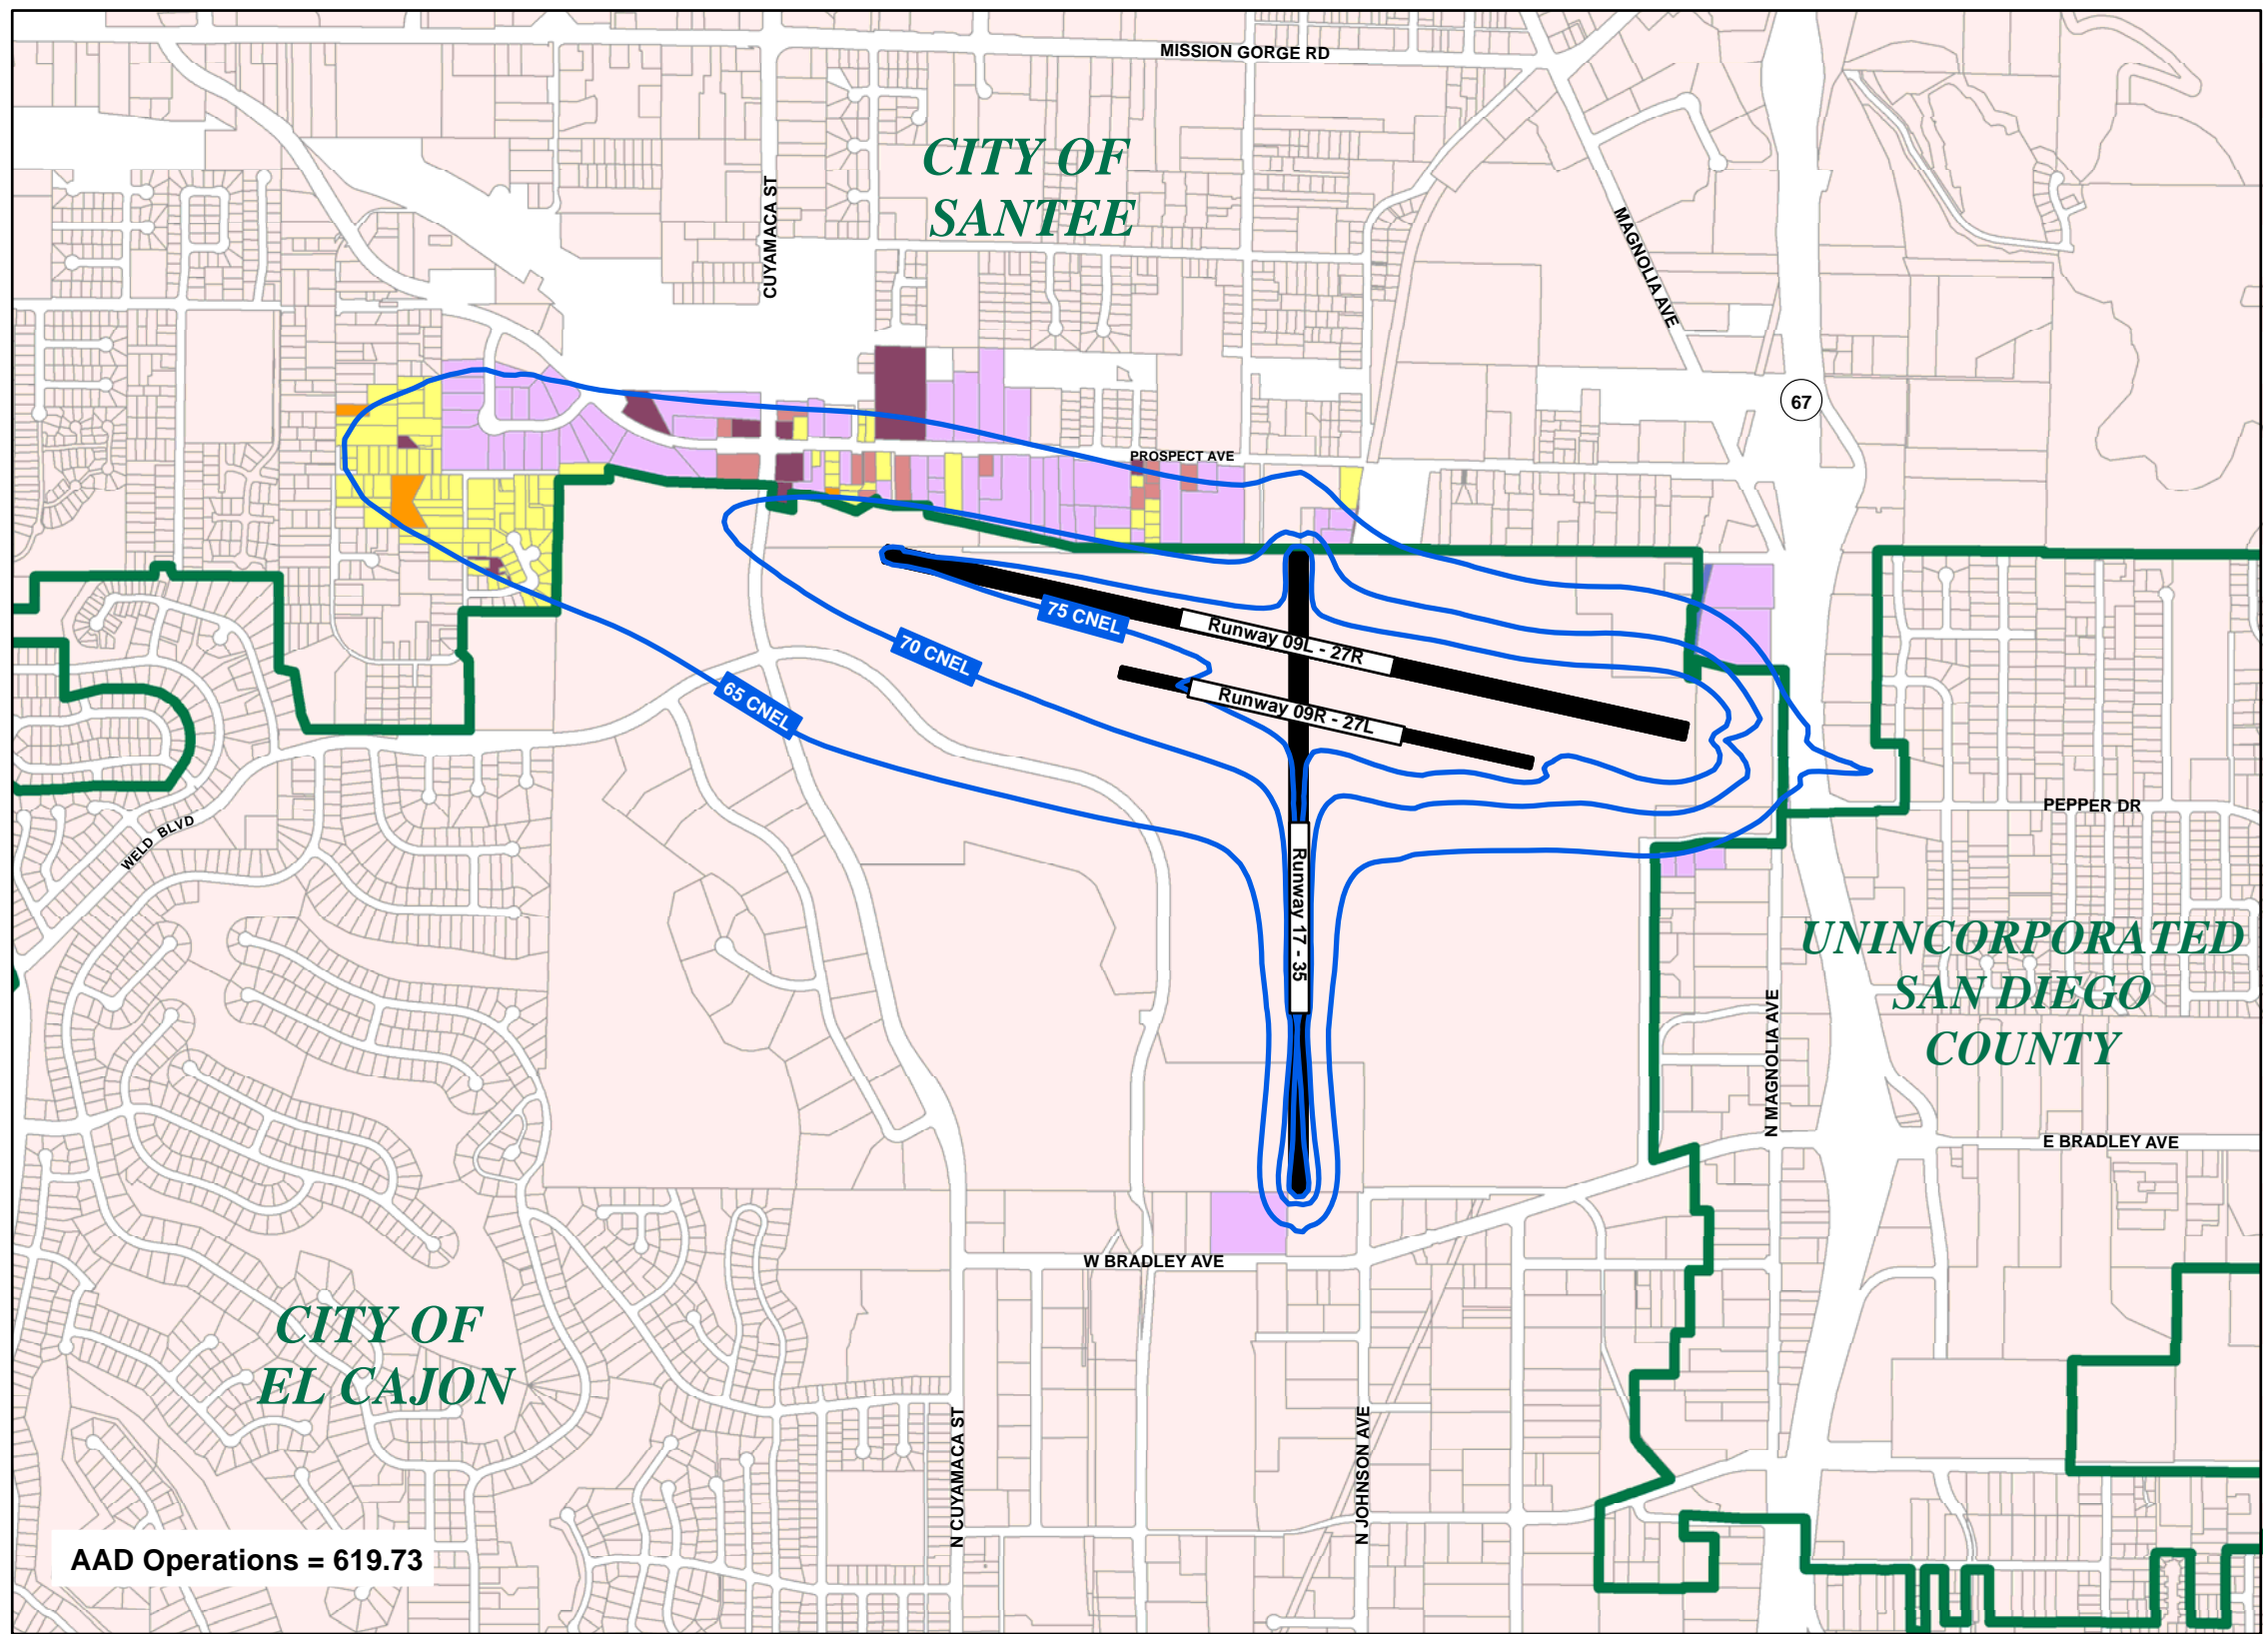 MISSION GORGE RD
CITY OF
SANTEE
CUYAMACA ST
MAGNOLIA AVE
67
PROSPECT AVE
75 CNEL
Runway 09L - 27R
70 CNEL
65 CNEL
Runway 09R - 27L
PEPPER DR
WELD BLVD
Runway 17 - 35
UNINCORPORATED
SAN DIEGO
COUNTY
N MAGNOLIA AVE
E BRADLEY AVE
W BRADLEY AVE
CITY OF
EL CAJON
N CUYAMACA ST
N JOHNSON AVE
AAD Operations = 619.73